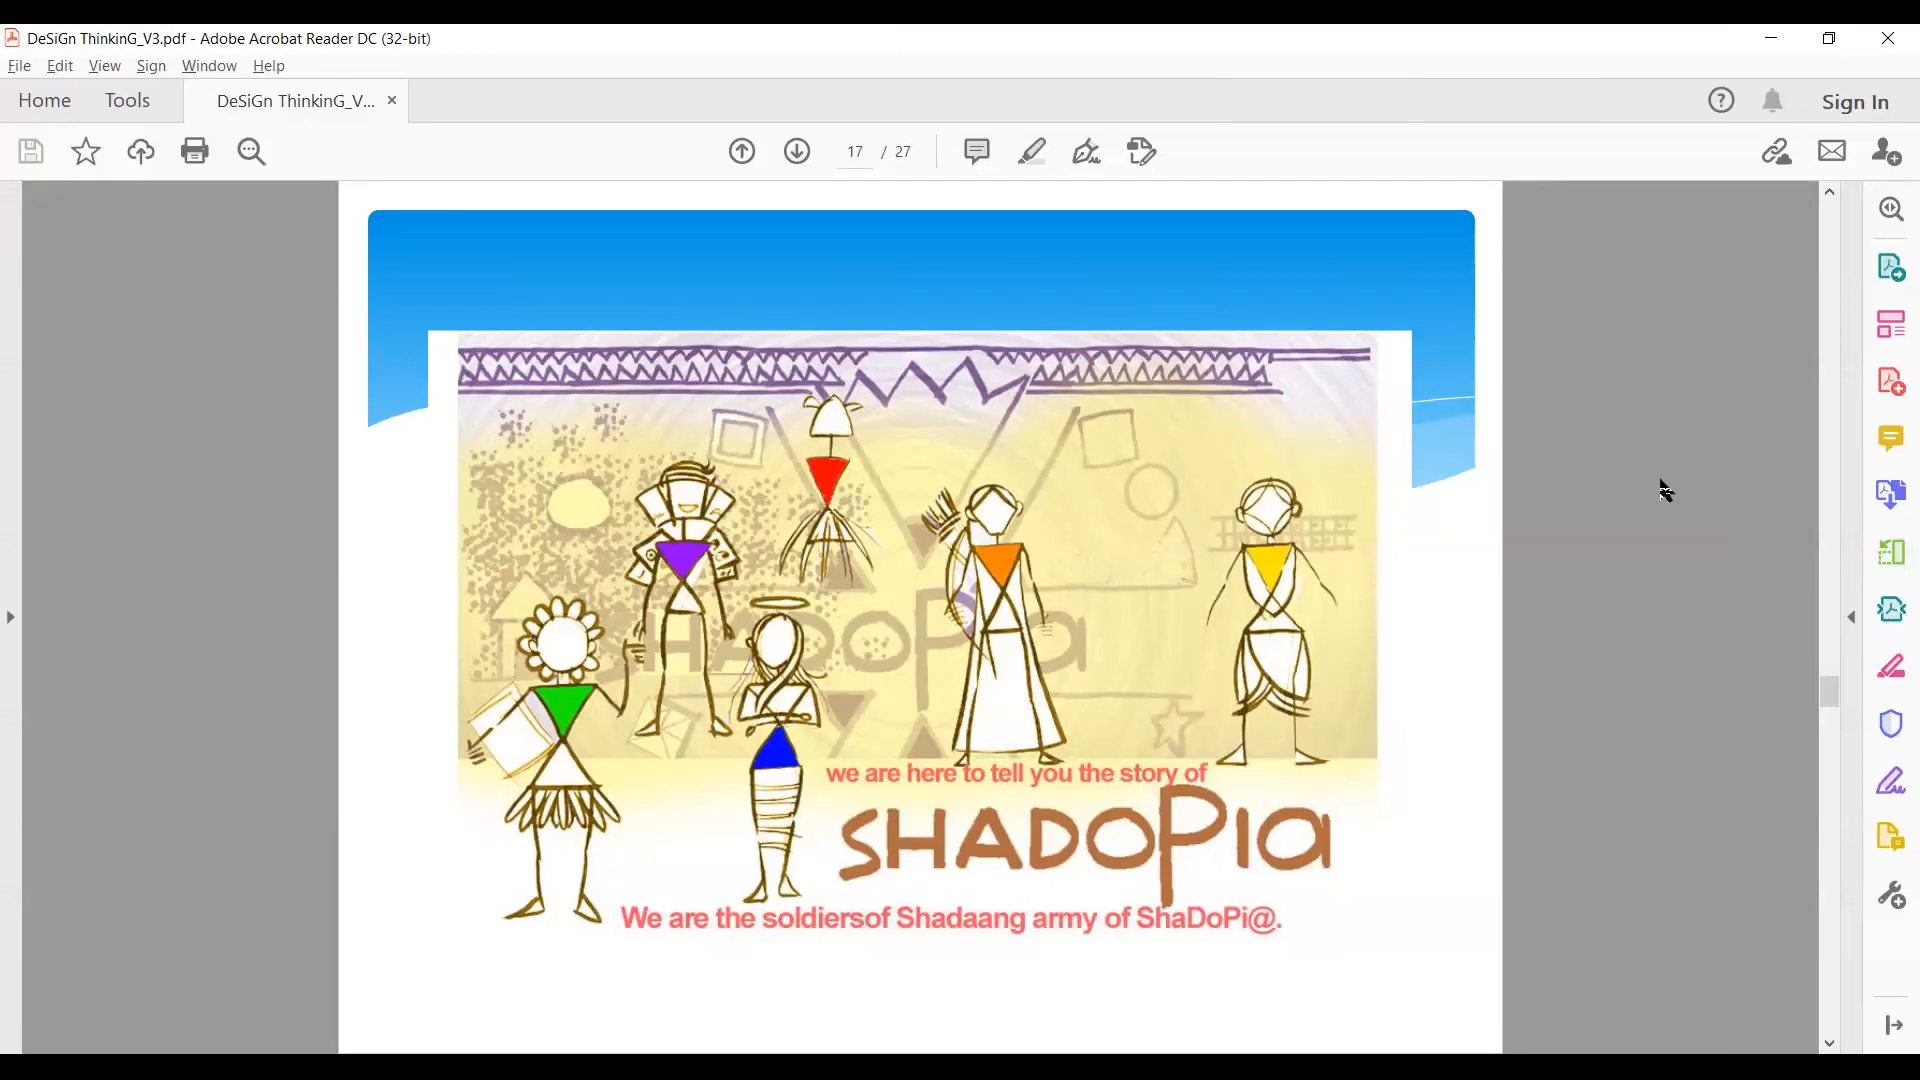 DeSiGn ThinkinG_V3.pdf - Adobe Acrobat Reader DC (32-bit)
File Edit View Sign Window Help
Home Tools DeSiGn ThinkinG_V... × Sign In
17 / 27
SHADOPIa
we are here to tell you the story of
SHADOPIa
We are the soldiersof Shadaang army of ShaDoPi@.